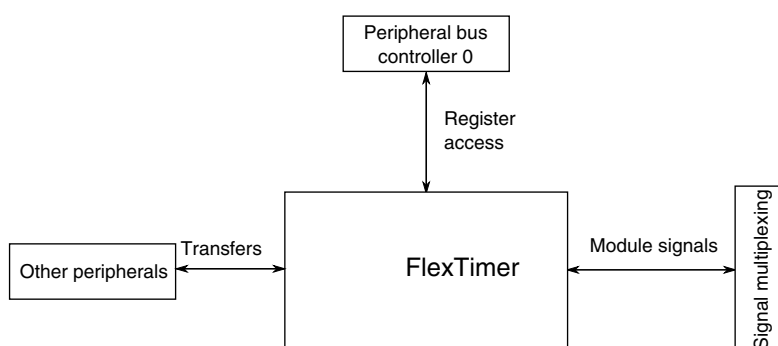 Peripheral bus
controller 0
Register
access
Other peripherals
Transfers
FlexTimer
Module signals
Signal multiplexing